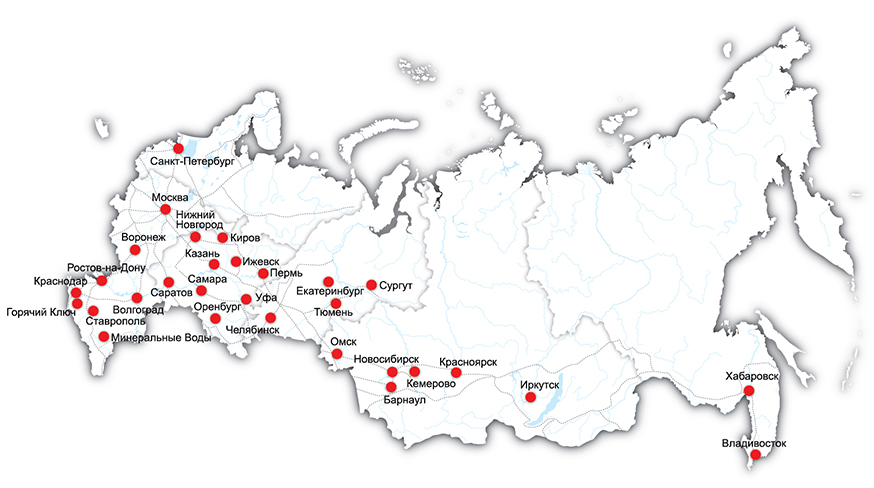 Санкт-Петербург
Москва
Нижний
Новгород
Киров
Воронеж
Казань
Ижевск
Ростов-на-Дону
Пермь
Краснодар
Самара
Екатеринбург
Сургут
Саратов
Уфа
Горячий Ключ
Волгоград
Оренбург
Тюмень
Ставрополь
Челябинск
Минеральные Воды
Омск
Новосибирск
Красноярск
Кемерово
Барнаул
Иркутск
Хабаровск
Владивосток